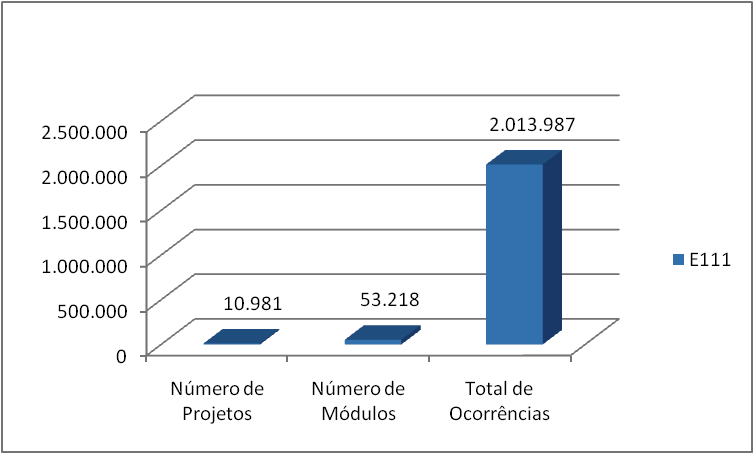 2.013.987
2.500.000
2.000.000
1.500.000
1.000.000
500.000
0
10.981
53.218
E111
Número de
Projetos
Número de
Módulos
Total de
Ocorrências